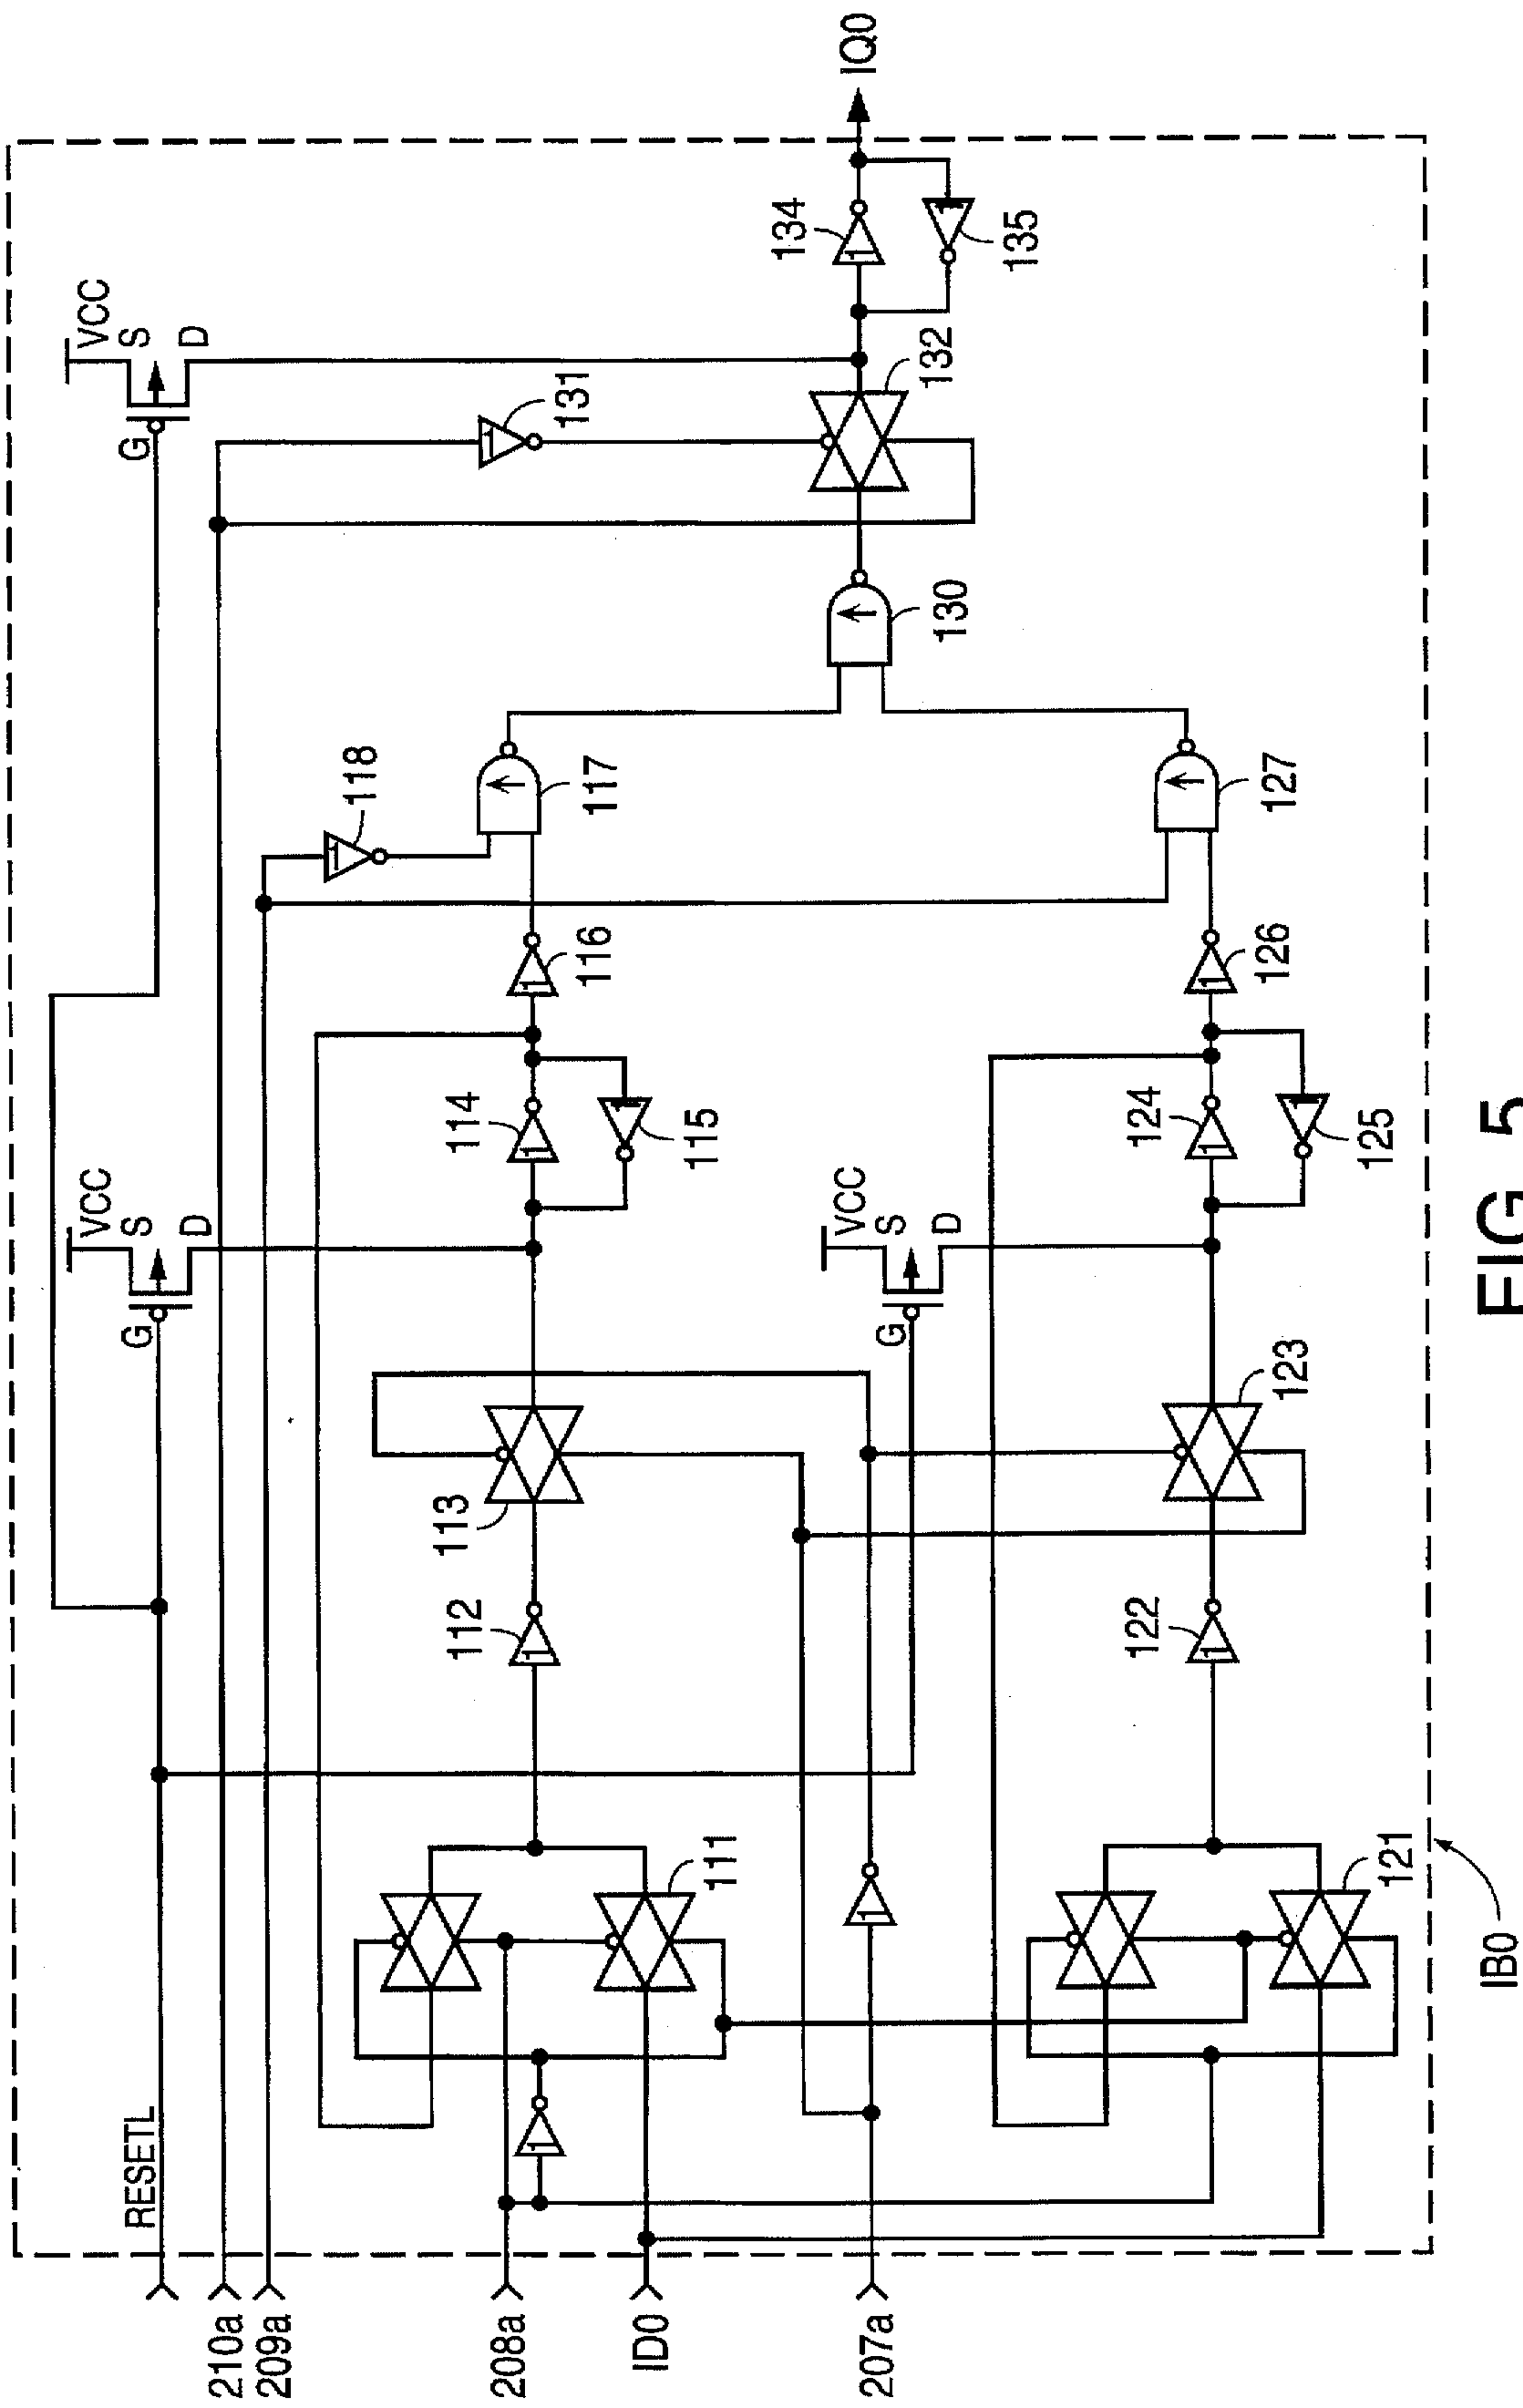 RESETL
210a
209a
208a
ID0
207a
VCC
S
D
G
VCC
S
D
G
VCC
S
D
G
111
112
113
114
115
116
117
118
121
122
123
124
125
126
127
130
131
132
134
135
IQ0
IB0
FIG. 5